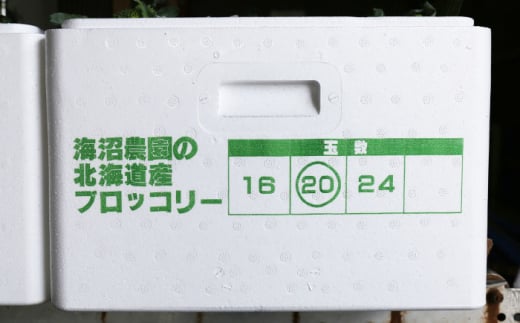 海沼農園の
北海道産
ブロッコリー
玉数
16 20 24